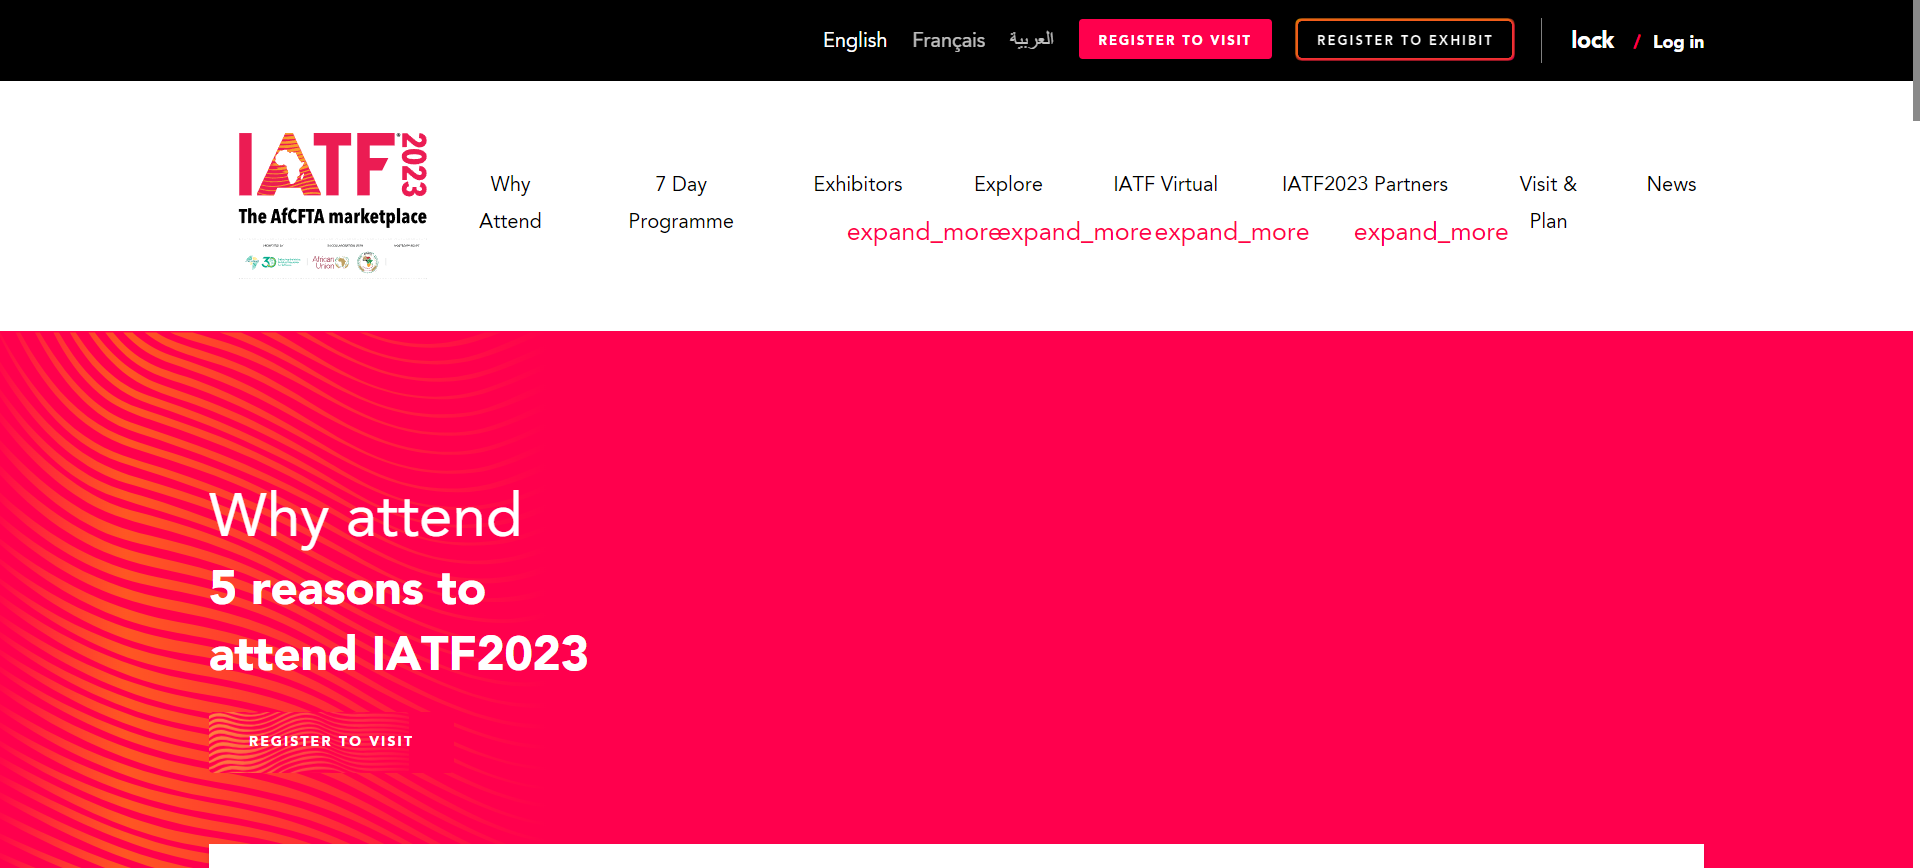 English Français العربية REGISTER TO VISIT REGISTER TO EXHIBIT lock / Log in
IATF 2023
The AfCFTA marketplace
Why Attend
7 Day Programme
Exhibitors expand_more
Explore expand_more
IATF Virtual expand_more
IATF2023 Partners expand_more
Visit & Plan
News
African Union
Why attend
5 reasons to
attend IATF2023
REGISTER TO VISIT